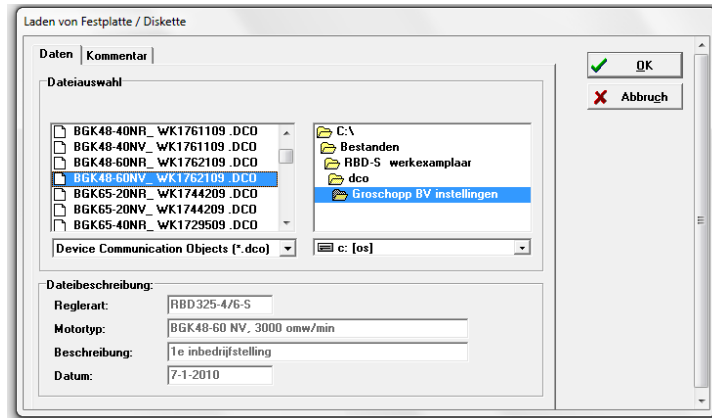 Laden von Festplatte / Diskette
Daten
Kommentar
OK
Abbruch
Dateiauswahl
BGK48-40NR_ WK1761109 .DCO
BGK48-40NV_ WK1761109 .DCO
BGK48-60NR_ WK1762109 .DCO
BGK48-60NV_ WK1762109 .DCO
BGK65-20NR_ WK1744209 .DCO
BGK65-20NV_ WK1744209 .DCO
BGK65-40NR_ WK1729509 .DCO
C:\
Bestanden
RBD-S werkexamplaar
dco
Groschopp BV instellingen
Device Communication Objects (*.dco)
c: [os]
Dateibeschreibung:
Reglerart: RBD325-4/6-S
Motortyp: BGK48-60 NV, 3000 omw/min
Beschreibung: 1e inbedrijfstelling
Datum: 7-1-2010